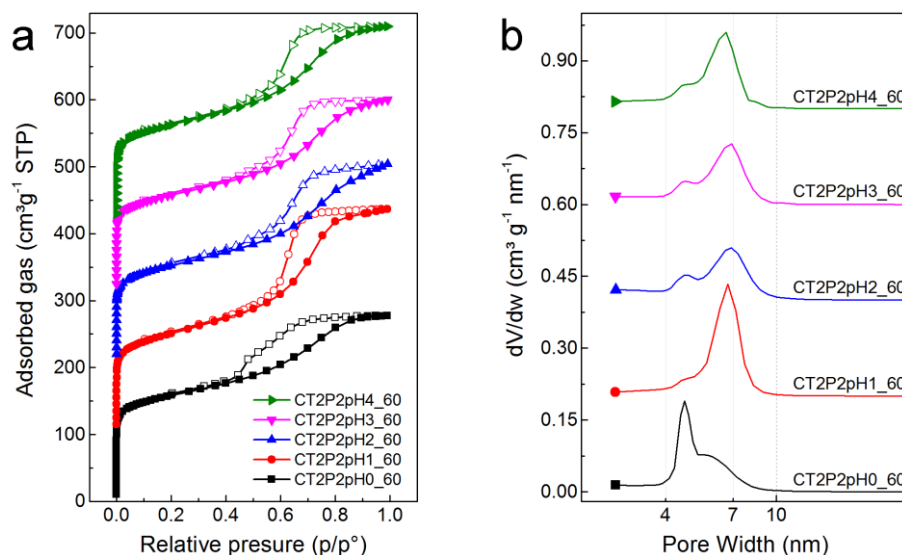 a
700
600
500
400
300
200
100
0
Adsorbed gas (cm³g⁻¹ STP)
CT2P2pH4_60
CT2P2pH3_60
CT2P2pH2_60
CT2P2pH1_60
CT2P2pH0_60
0.0 0.2 0.4 0.6 0.8 1.0
Relative presure (p/p°)
b
0.90
0.75
0.60
0.45
0.30
0.15
0.00
dV/dw (cm³ g⁻¹ nm⁻¹)
CT2P2pH4_60
CT2P2pH3_60
CT2P2pH2_60
CT2P2pH1_60
CT2P2pH0_60
4 7 10
Pore Width (nm)